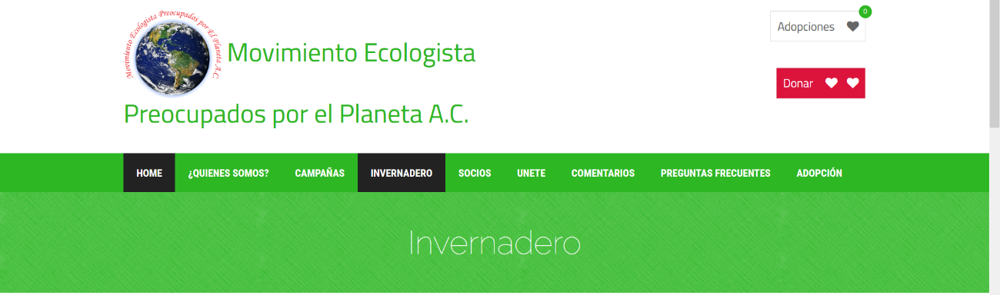 Movimiento Ecologista Preocupados por El Planeta A.C.
Movimiento Ecologista
Preocupados por el Planeta A.C.
0
Adopciones
Donar
HOME ¿QUIENES SOMOS? CAMPAÑAS INVERNADERO SOCIOS UNETE COMENTARIOS PREGUNTAS FRECUENTES ADOPCIÓN
Invernadero